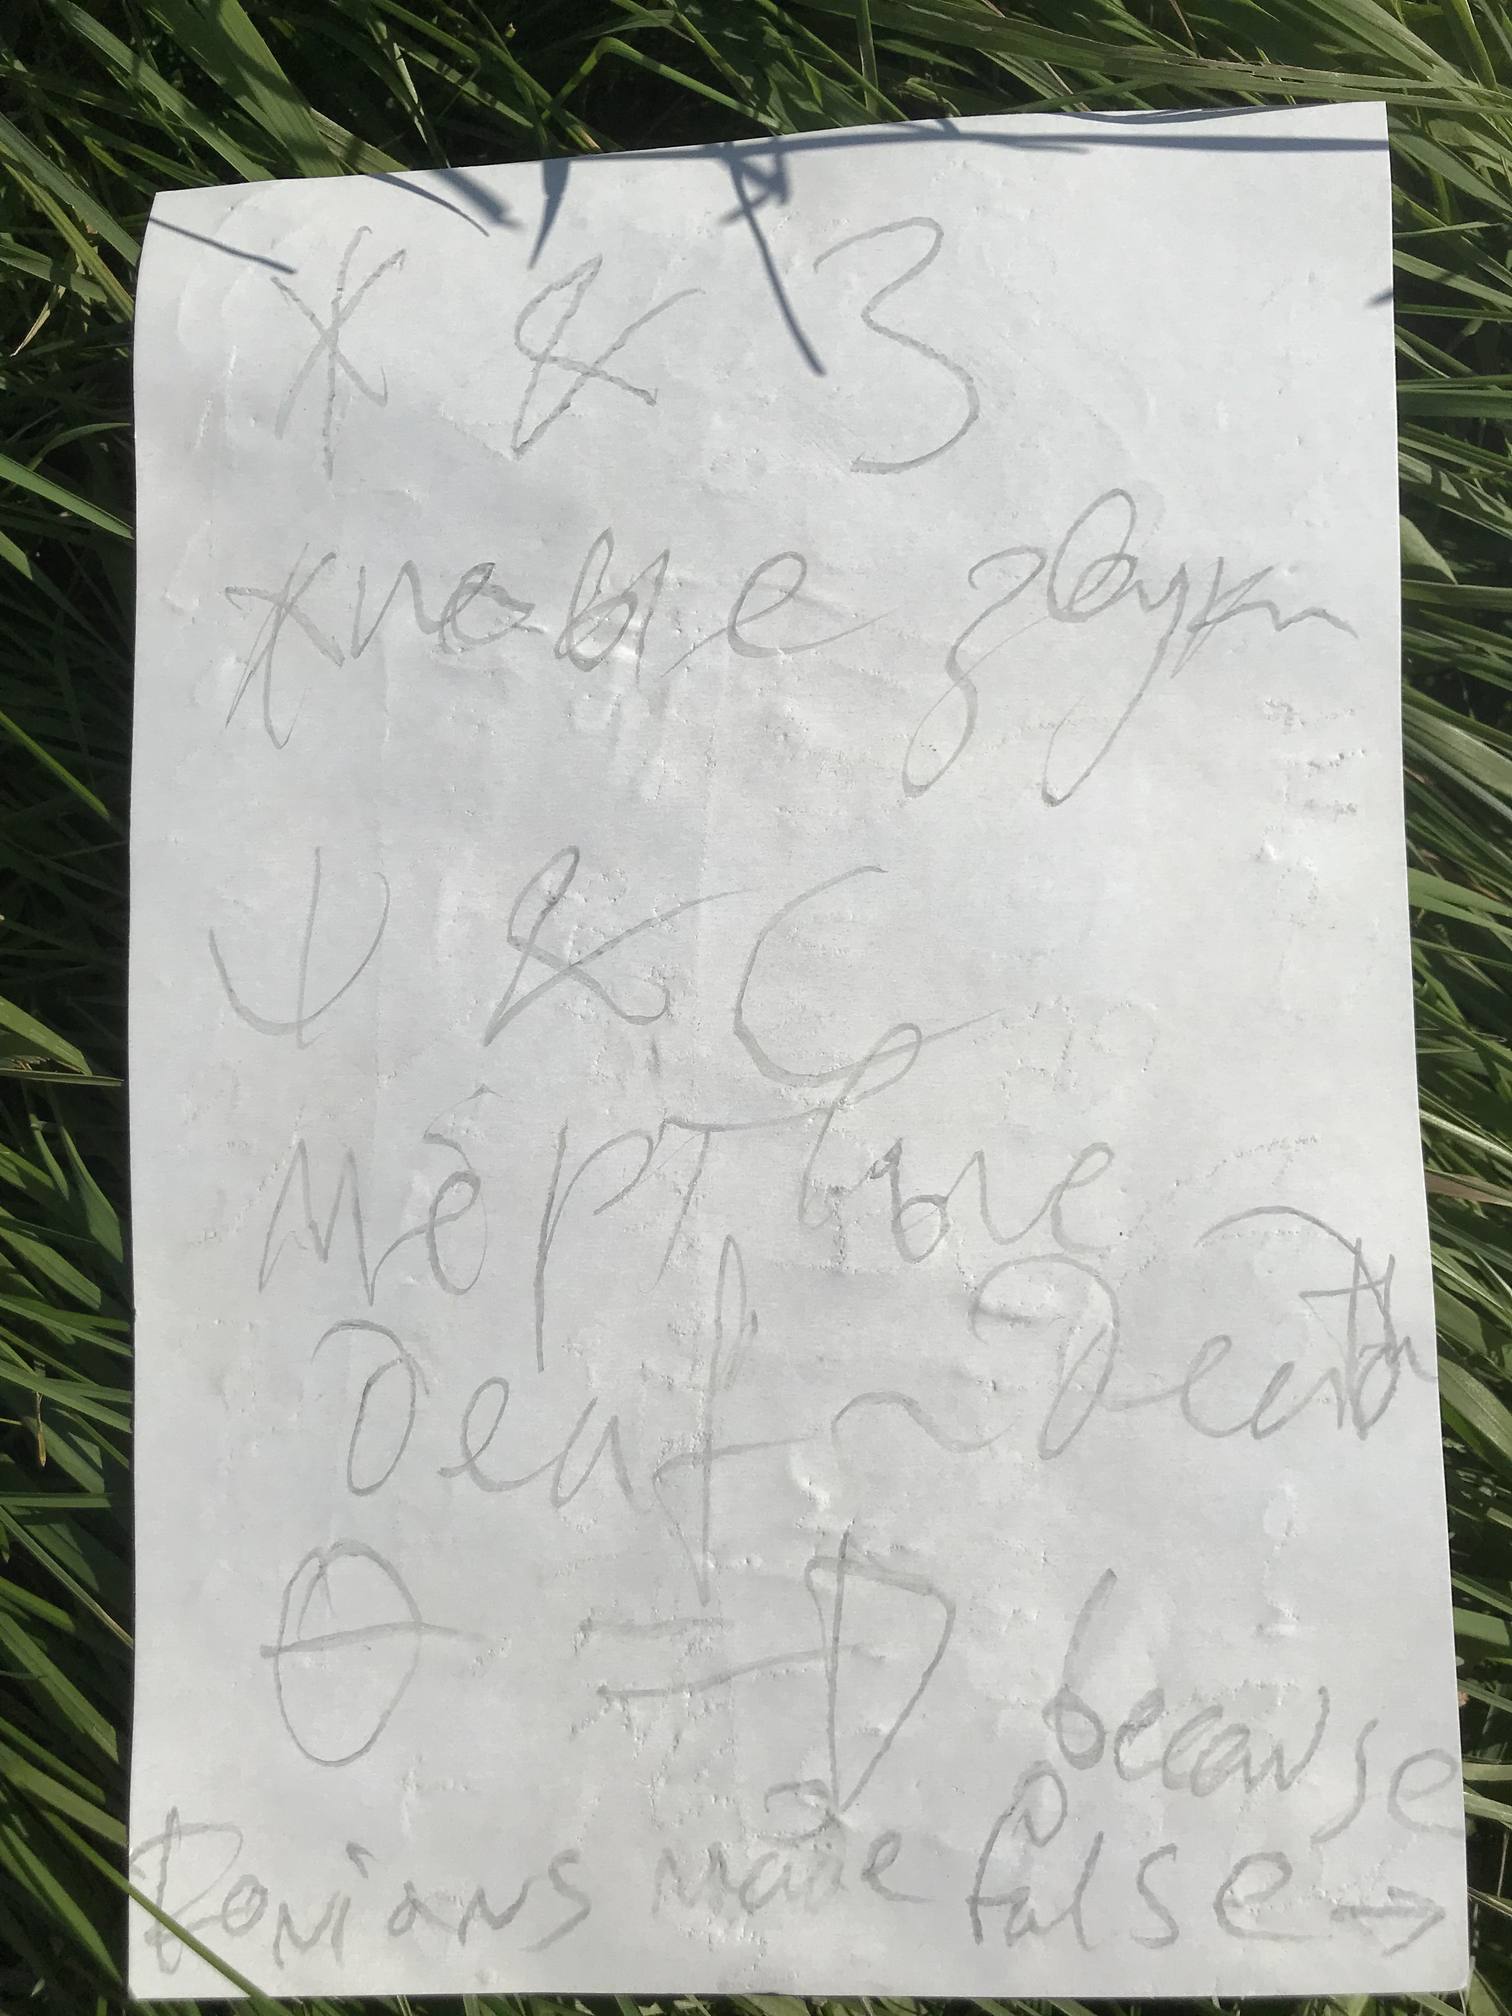 Ж & З
живые звуки
& С
мёртвые
Deaf ~ Death
θ = D because
Donians made false →